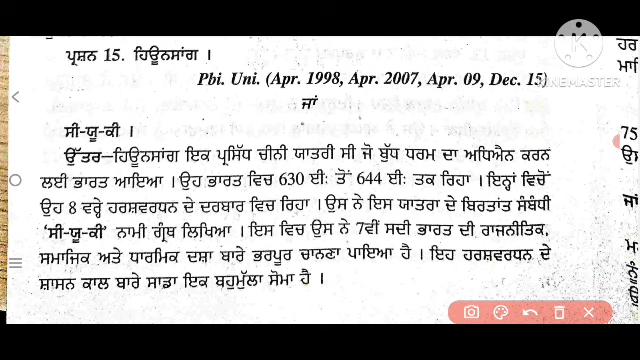 ਪ੍ਰਸ਼ਨ 15. ਹਿਊਨਸਾਂਗ ।
Pbi. Uni. (Apr. 1998, Apr. 2007, Apr. 09, Dec. 15)
ਜਾਂ
ਸੀ-ਯੂ-ਕੀ ।
ਉੱਤਰ-ਹਿਊਨਸਾਂਗ ਇਕ ਪ੍ਰਸਿੱਧ ਚੀਨੀ ਯਾਤਰੀ ਸੀ ਜੋ ਬੁੱਧ ਧਰਮ ਦਾ ਅਧਿਐਨ ਕਰਨ
ਲਈ ਭਾਰਤ ਆਇਆ । ਉਹ ਭਾਰਤ ਵਿਚ 630 ਈ: ਤੋਂ 644 ਈ: ਤਕ ਰਿਹਾ । ਇਨ੍ਹਾਂ ਵਿਚੋਂ
ਉਹ 8 ਵਰ੍ਹੇ ਹਰਸ਼ਵਰਧਨ ਦੇ ਦਰਬਾਰ ਵਿਚ ਰਿਹਾ । ਉਸ ਨੇ ਇਸ ਯਾਤਰਾ ਦੇ ਬਿਰਤਾਂਤ ਸੰਬੰਧੀ
'ਸੀ-ਯੂ-ਕੀ' ਨਾਮੀ ਗ੍ਰੰਥ ਲਿਖਿਆ । ਇਸ ਵਿਚ ਉਸ ਨੇ 7ਵੀਂ ਸਦੀ ਭਾਰਤ ਦੀ ਰਾਜਨੀਤਿਕ,
ਸਮਾਜਿਕ ਅਤੇ ਧਾਰਮਿਕ ਦਸ਼ਾ ਬਾਰੇ ਭਰਪੂਰ ਚਾਨਣਾ ਪਾਇਆ ਹੈ । ਇਹ ਹਰਸ਼ਵਰਧਨ ਦੇ
ਸ਼ਾਸਨ ਕਾਲ ਬਾਰੇ ਸਾਡਾ ਇਕ ਬਹੁਮੁੱਲਾ ਸੋਮਾ ਹੈ ।
KINEMASTER
75
ਜਾਂ